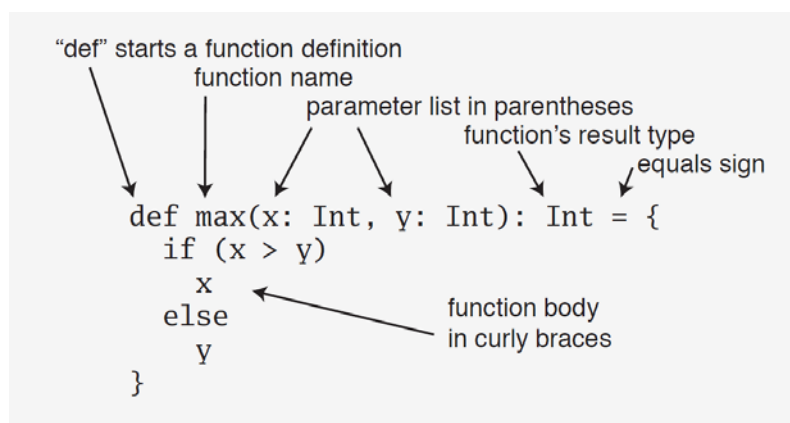 “def” starts a function definition
function name
parameter list in parentheses
function’s result type
equals sign
def max(x: Int, y: Int): Int = {
if (x > y)
x
else
y
}
function body
in curly braces